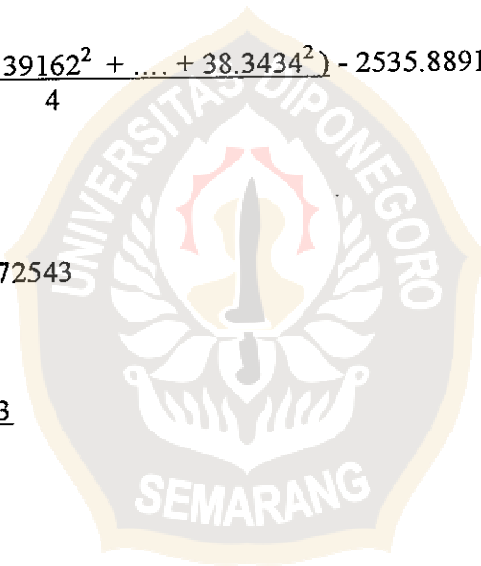 39162² + .... + 38.3434² ) - 2535.8891
4
72543
3
UNIVERSITAS DIPONEGORO
SEMARANG